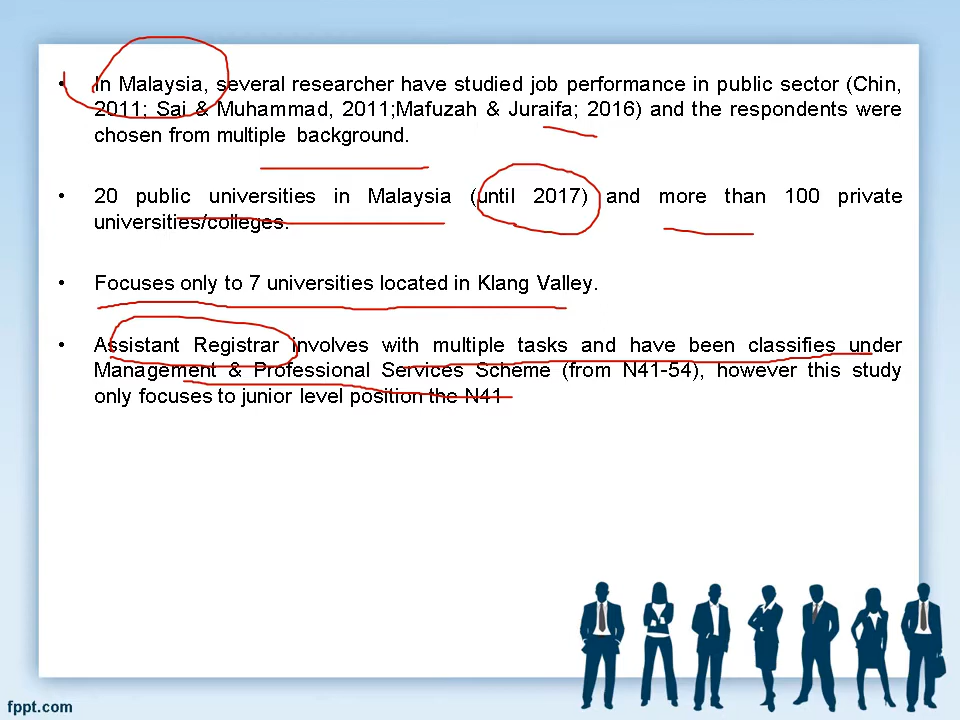 • In Malaysia, several researcher have studied job performance in public sector (Chin,
2011; Sai & Muhammad, 2011;Mafuzah & Juraifa; 2016) and the respondents were
chosen from multiple background.
• 20 public universities in Malaysia (until 2017) and more than 100 private
universities/colleges.
• Focuses only to 7 universities located in Klang Valley.
• Assistant Registrar involves with multiple tasks and have been classifies under
Management & Professional Services Scheme (from N41-54), however this study
only focuses to junior level position the N41
fppt.com